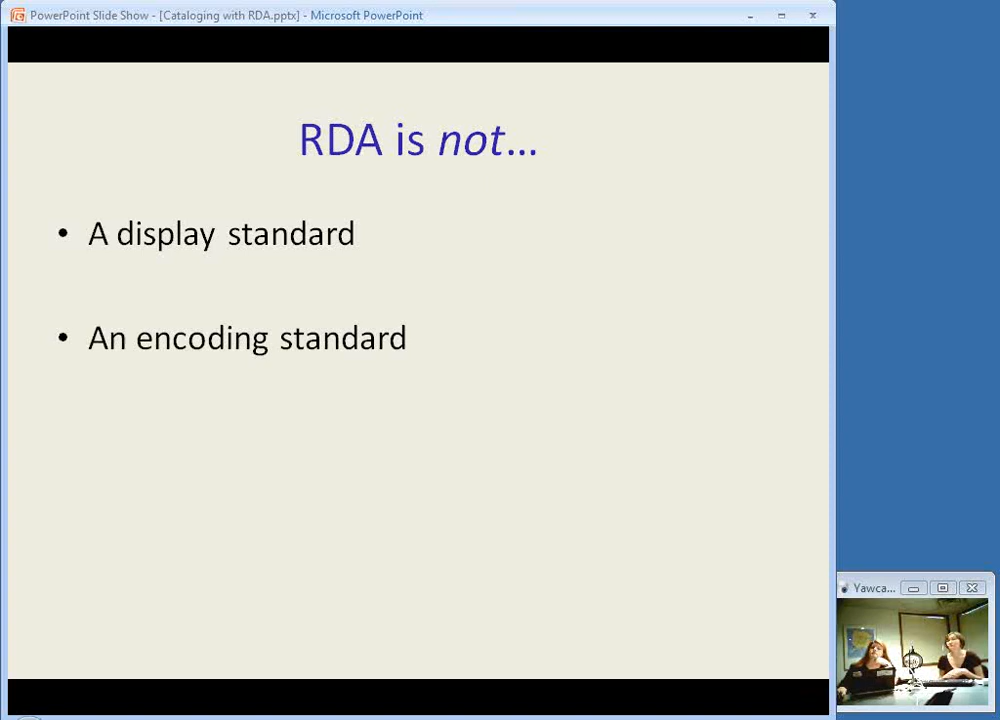 PowerPoint Slide Show - [Cataloging with RDA.pptx] - Microsoft PowerPoint
RDA is not...
• A display standard
• An encoding standard
Yawca...